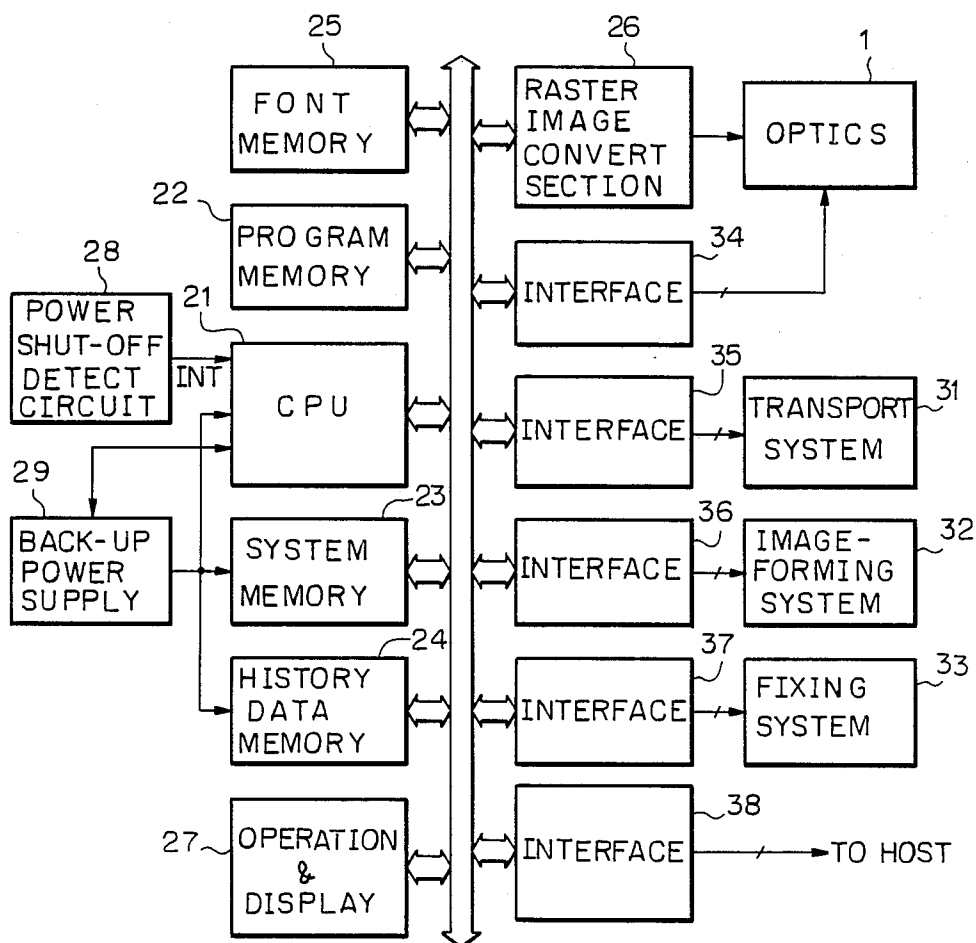 25
FONT
MEMORY
26
RASTER
IMAGE
CONVERT
SECTION
1
OPTICS
22
PROGRAM
MEMORY
34
INTERFACE
28
POWER
SHUT-OFF
DETECT
CIRCUIT
INT
21
CPU
35
INTERFACE
31
TRANSPORT
SYSTEM
29
BACK-UP
POWER
SUPPLY
23
SYSTEM
MEMORY
36
INTERFACE
32
IMAGE-
FORMING
SYSTEM
24
HISTORY
DATA
MEMORY
37
INTERFACE
33
FIXING
SYSTEM
27
OPERATION
&
DISPLAY
38
INTERFACE
TO HOST